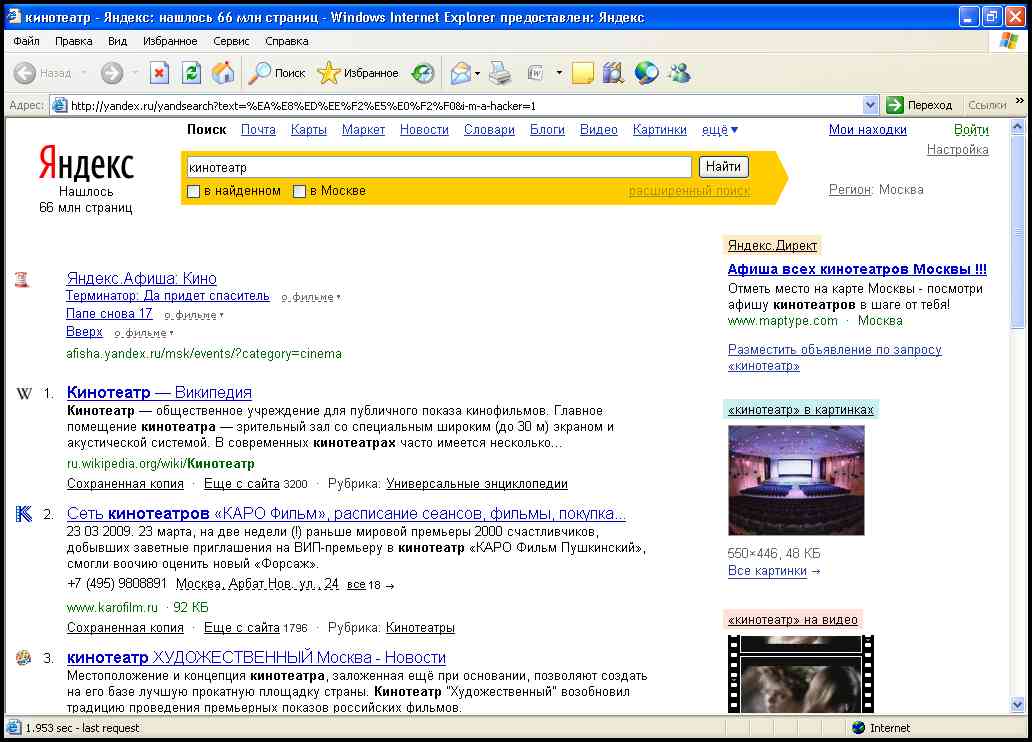 кинотеатр - Яндекс: нашлось 66 млн страниц - Windows Internet Explorer предоставлен: Яндекс
Файл Правка Вид Избранное Сервис Справка
Назад Поиск Избранное
Адрес: http://yandex.ru/yandsearch?text=%EA%E8%ED%EE%F2%E5%E0%F2%F0&i-m-a-hacker=1 Переход Ссылки »
Поиск Почта Карты Маркет Новости Словари Блоги Видео Картинки ещё ▼ Мои находки Войти
Настройка
Яндекс
Нашлось
66 млн страниц
кинотеатр Найти
в найденном в Москве расширенный поиск
Регион: Москва
Яндекс.Афиша: Кино
Терминатор: Да придет спаситель о фильме ▾
Папе снова 17 о фильме ▾
Вверх о фильме ▾
afisha.yandex.ru/msk/events/?category=cinema
W 1. Кинотеатр — Википедия
Кинотеатр — общественное учреждение для публичного показа кинофильмов. Главное
помещение кинотеатра — зрительный зал со специальным широким (до 30 м) экраном и
акустической системой. В современных кинотеатрах часто имеется несколько...
ru.wikipedia.org/wiki/Кинотеатр
Сохраненная копия · Еще с сайта 3200 · Рубрика: Универсальные энциклопедии
K 2. Сеть кинотеатров «КАРО Фильм», расписание сеансов, фильмы, покупка...
23 03 2009. 23 марта, на две недели (!) раньше мировой премьеры 2000 счастливчиков,
добывших заветные приглашения на ВИП-премьеру в кинотеатр «КАРО Фильм Пушкинский»,
смогли воочию оценить новый «Форсаж».
+7 (495) 9808891 Москва, Арбат Нов. ул., 24 все 18 →
www.karofilm.ru · 92 КБ
Сохраненная копия · Еще с сайта 1796 · Рубрика: Кинотеатры
3. кинотеатр ХУДОЖЕСТВЕННЫЙ Москва - Новости
Местоположение и концепция кинотеатра, заложенная ещё при основании, позволяют создать
на его базе лучшую прокатную площадку страны. Кинотеатр "Художественный" возобновил
традицию проведения премьерных показов российских фильмов.
Яндекс.Директ
Афиша всех кинотеатров Москвы !!!
Отметь место на карте Москвы - посмотри
афишу кинотеатров в шаге от тебя!
www.maptype.com · Москва
Разместить объявление по запросу
«кинотеатр»
«кинотеатр» в картинках
550×446, 48 КБ
Все картинки →
«кинотеатр» на видео
1.953 sec - last request Internet